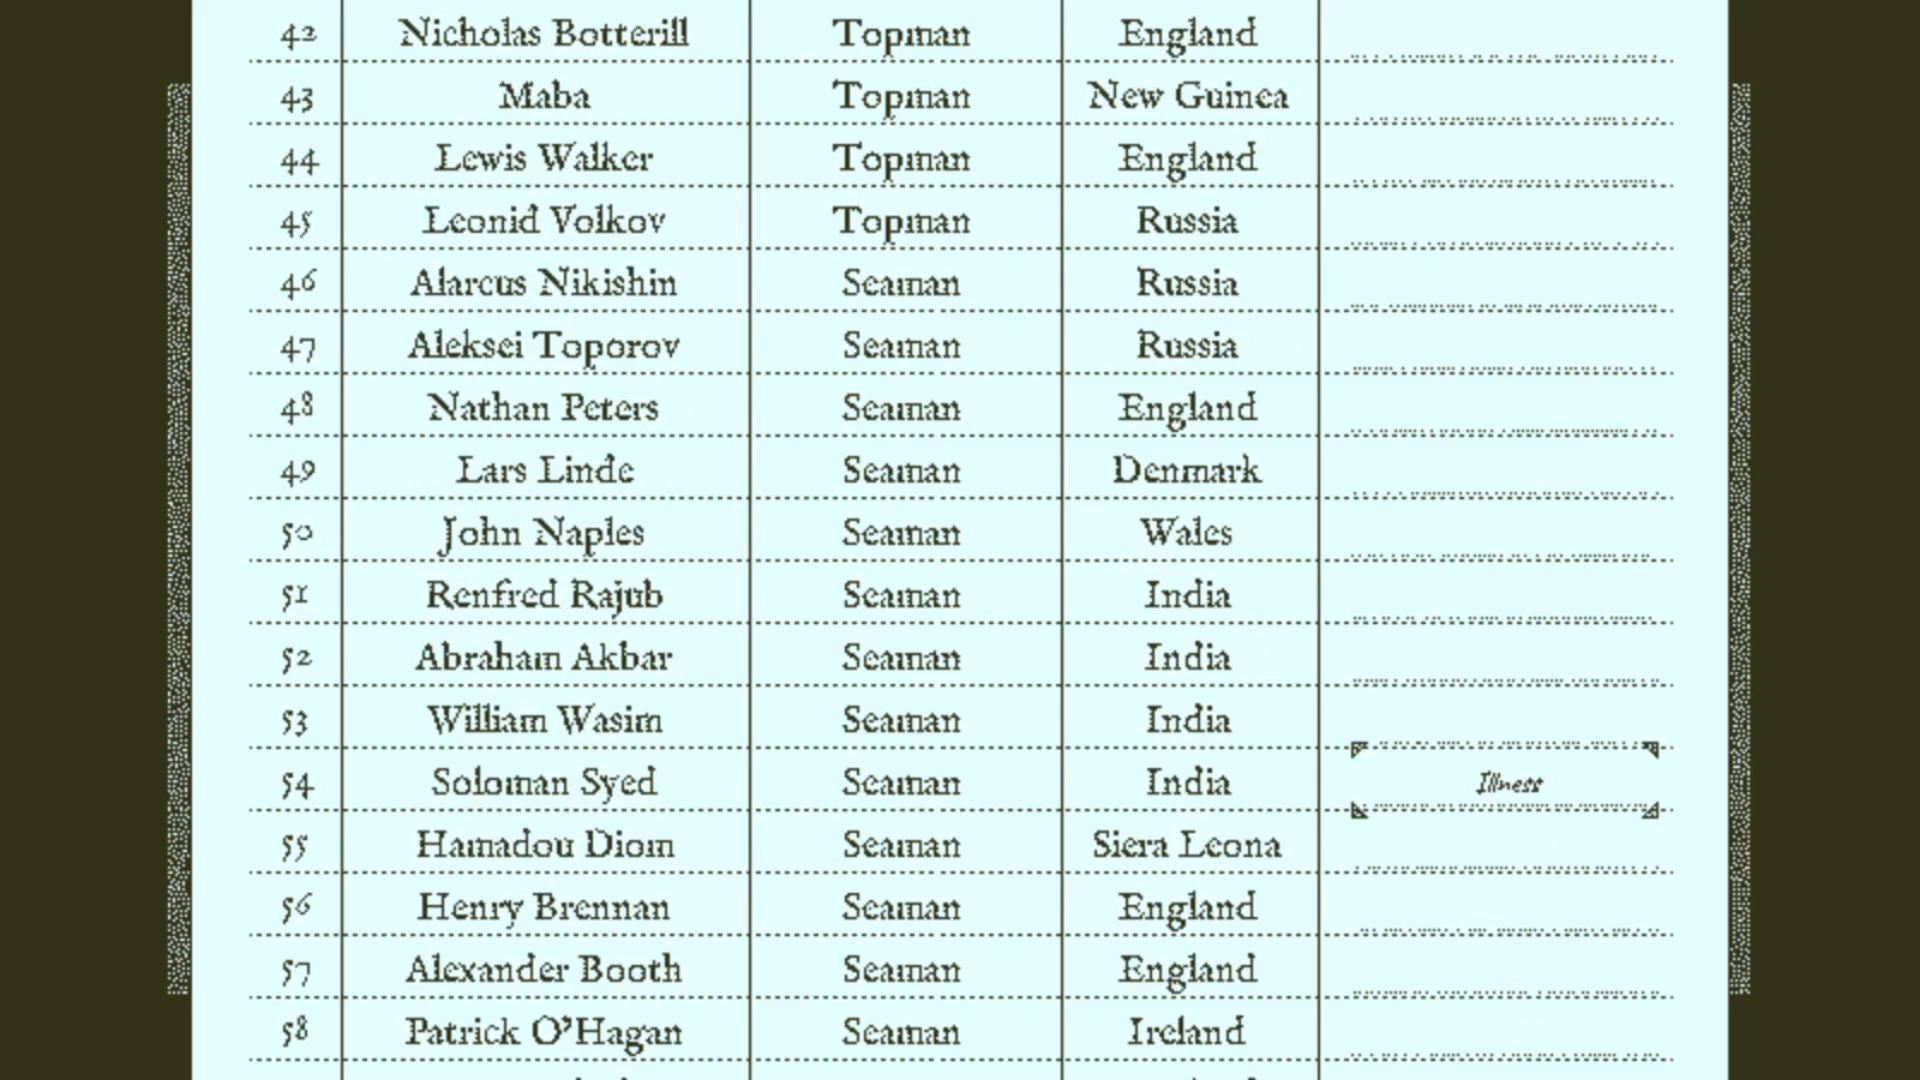 42 Nicholas Botterill Topman England
43 Maba Topman New Guinea
44 Lewis Walker Topman England
45 Leonid Volkov Topman Russia
46 Alarcus Nikishin Seaman Russia
47 Aleksei Toporov Seaman Russia
48 Nathan Peters Seaman England
49 Lars Linde Seaman Denmark
50 John Naples Seaman Wales
51 Renfred Rajub Seaman India
52 Abraham Akbar Seaman India
53 William Wasim Seaman India
54 Soloman Syed Seaman India Illness
55 Hamadou Diom Seaman Siera Leona
56 Henry Brennan Seaman England
57 Alexander Booth Seaman England
58 Patrick O'Hagan Seaman Ireland